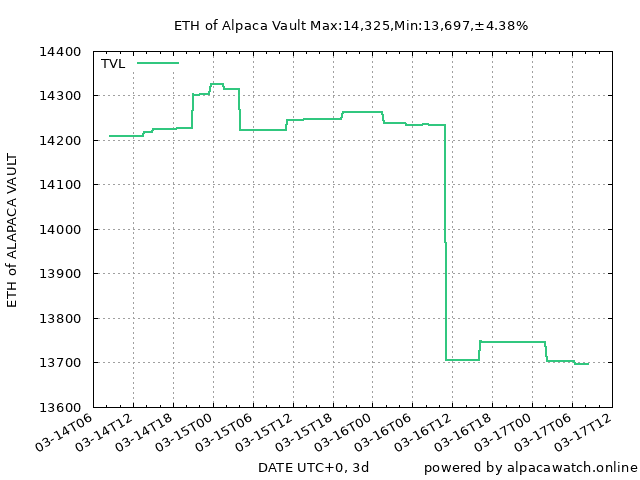 ETH of Alpaca Vault Max:14,325,Min:13,697,±4.38%
TVL
ETH of ALAPACA VAULT
14400
14300
14200
14100
14000
13900
13800
13700
13600
03-14T06
03-14T12
03-14T18
03-15T00
03-15T06
03-15T12
03-15T18
03-16T00
03-16T06
03-16T12
03-16T18
03-17T00
03-17T06
03-17T12
DATE UTC+0, 3d
powered by alpacawatch.online